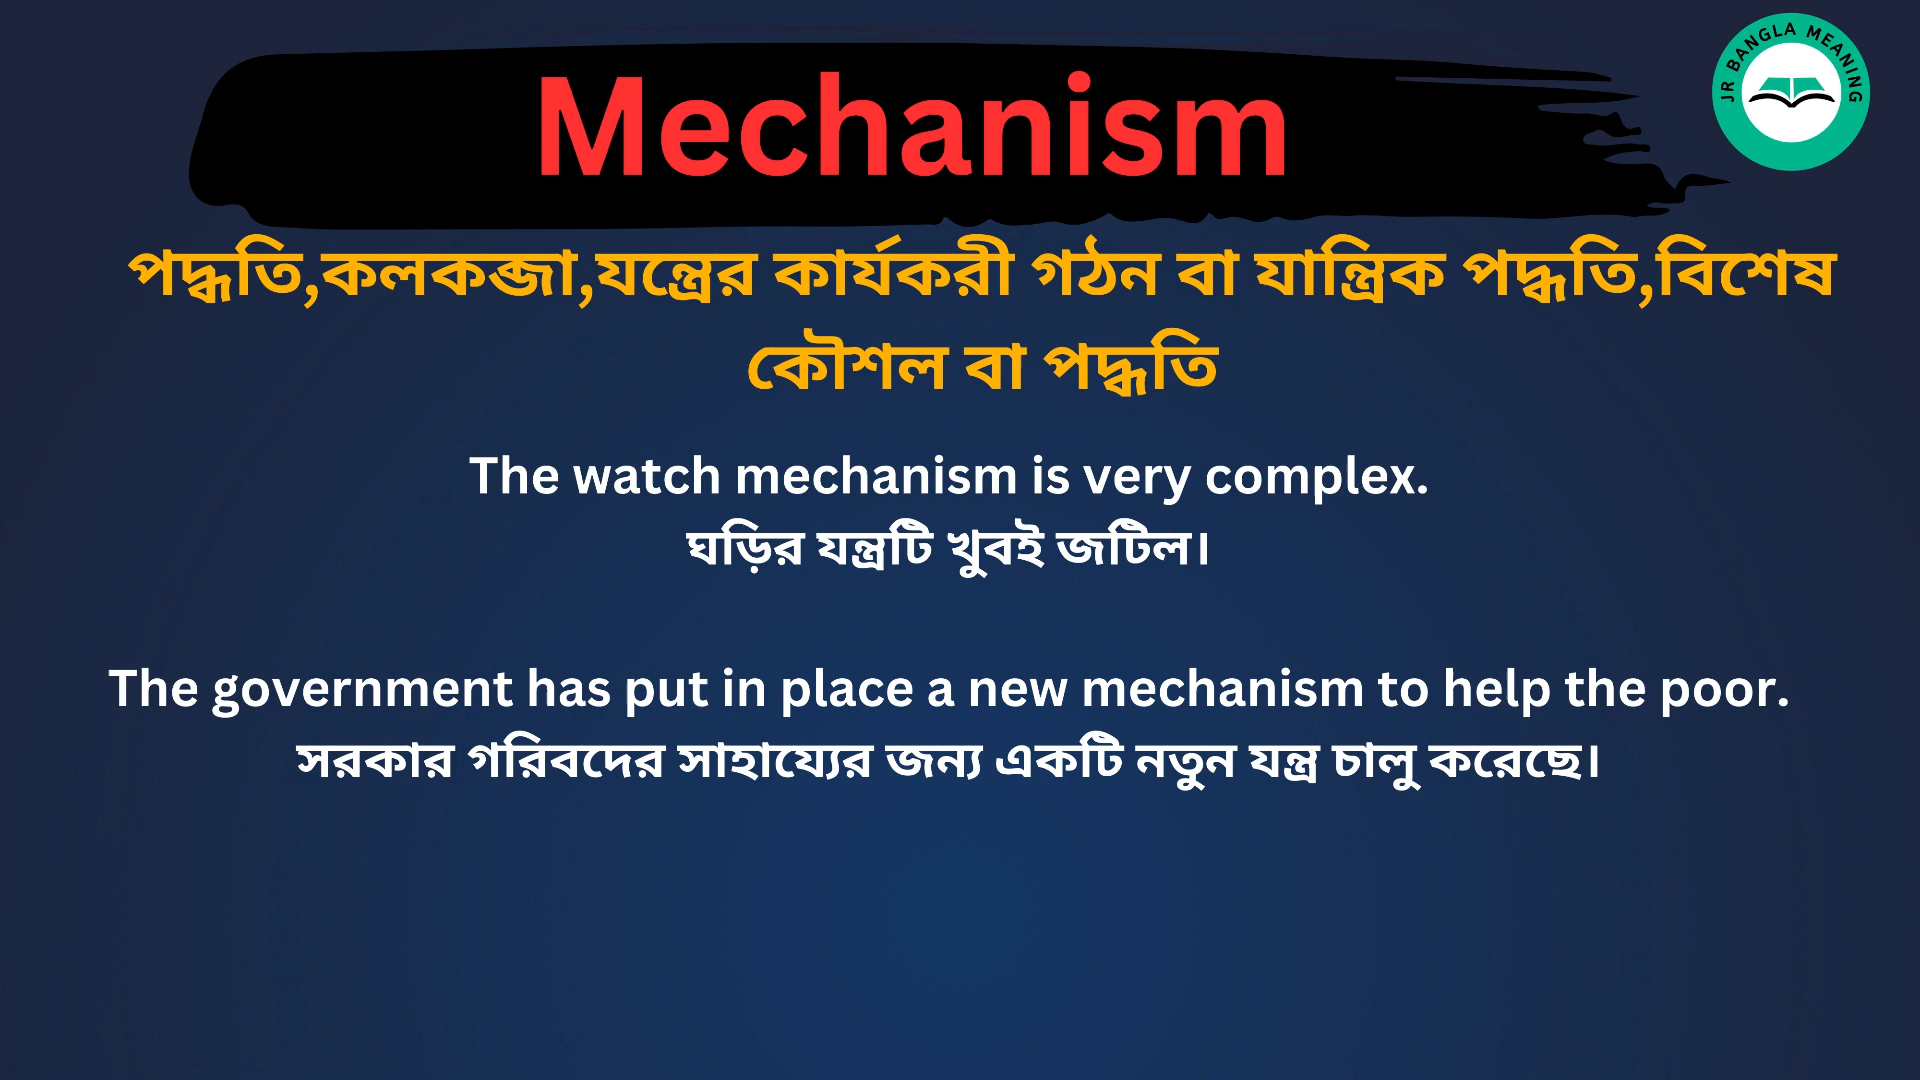 JR BANGLA MEANING
Mechanism
পদ্ধতি,কলকব্জা,যন্ত্রের কার্যকরী গঠন বা যান্ত্রিক পদ্ধতি,বিশেষ
কৌশল বা পদ্ধতি
The watch mechanism is very complex.
ঘড়ির যন্ত্রটি খুবই জটিল।
The government has put in place a new mechanism to help the poor.
সরকার গরিবদের সাহায্যের জন্য একটি নতুন যন্ত্র চালু করেছে।